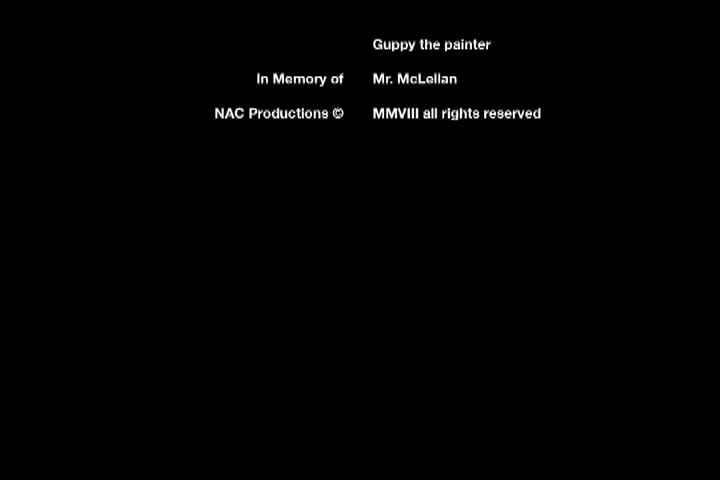 Guppy the painter
In Memory of Mr. McLellan
NAC Productions © MMVIII all rights reserved